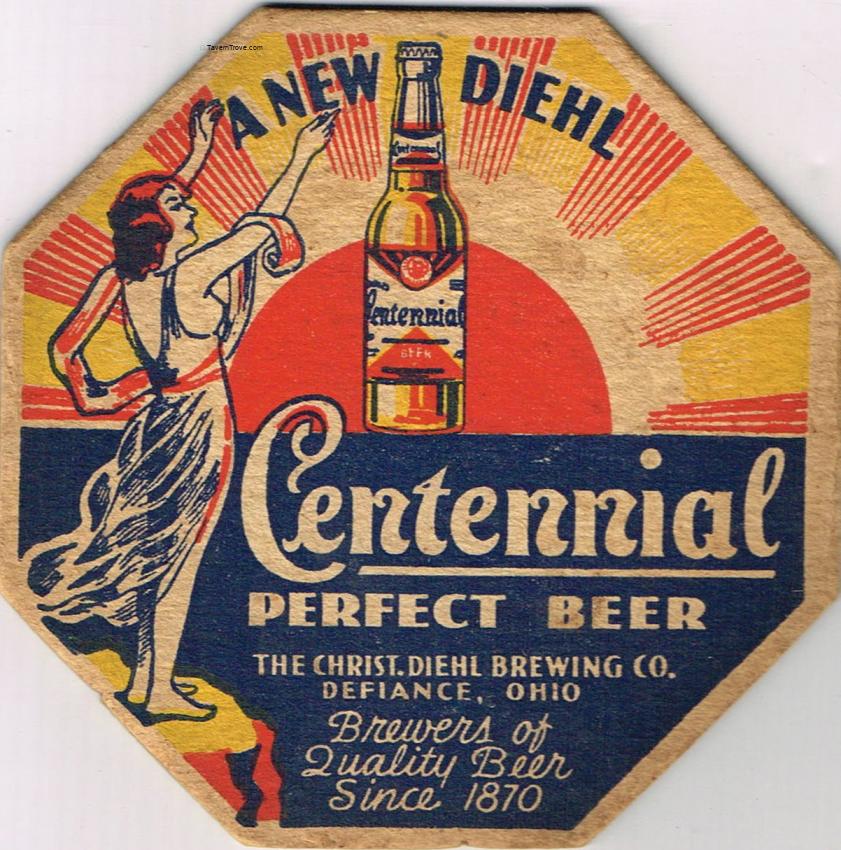 © TavernTrove.com
A NEW DIEHL
Centennial
Centennial
BEER
Centennial
PERFECT BEER
THE CHRIST. DIEHL BREWING CO.
DEFIANCE, OHIO
Brewers of
Quality Beer
Since 1870